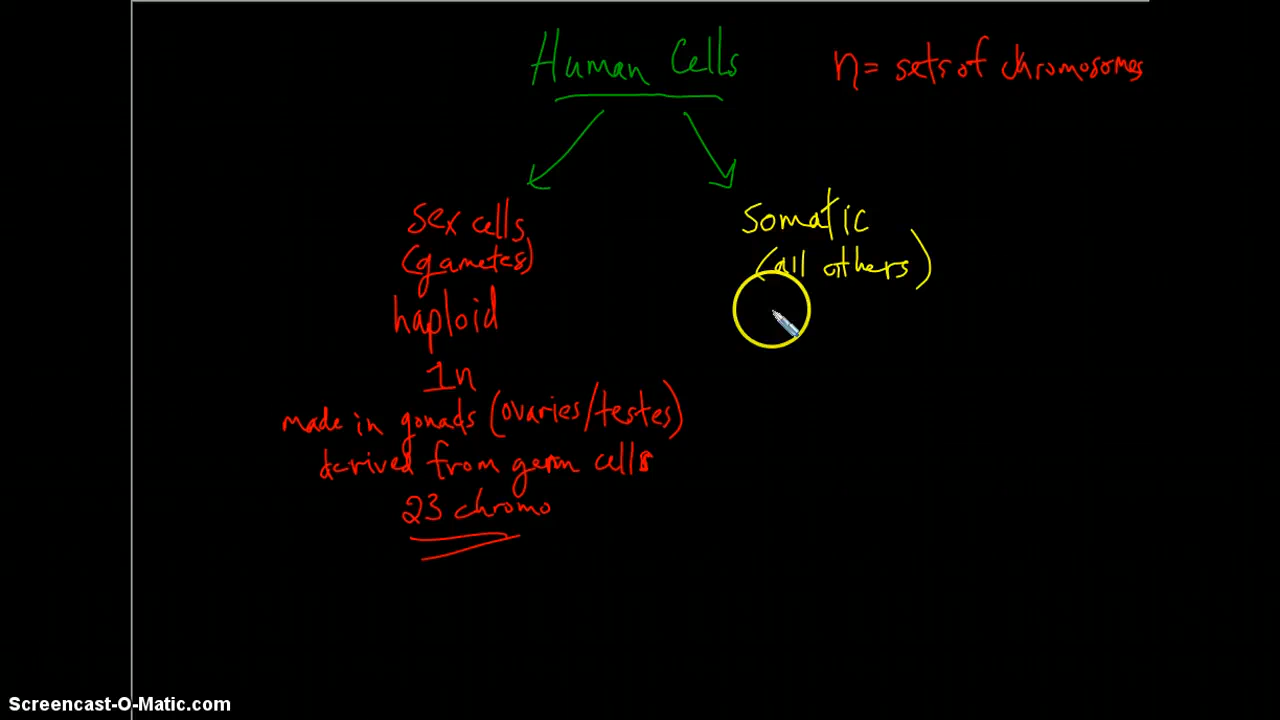 Human Cells
n = sets of chromosomes
sex cells
(gametes)
haploid
1n
made in gonads (ovaries/testes)
derived from germ cells
23 chromo
somatic
(all others)
Screencast-O-Matic.com